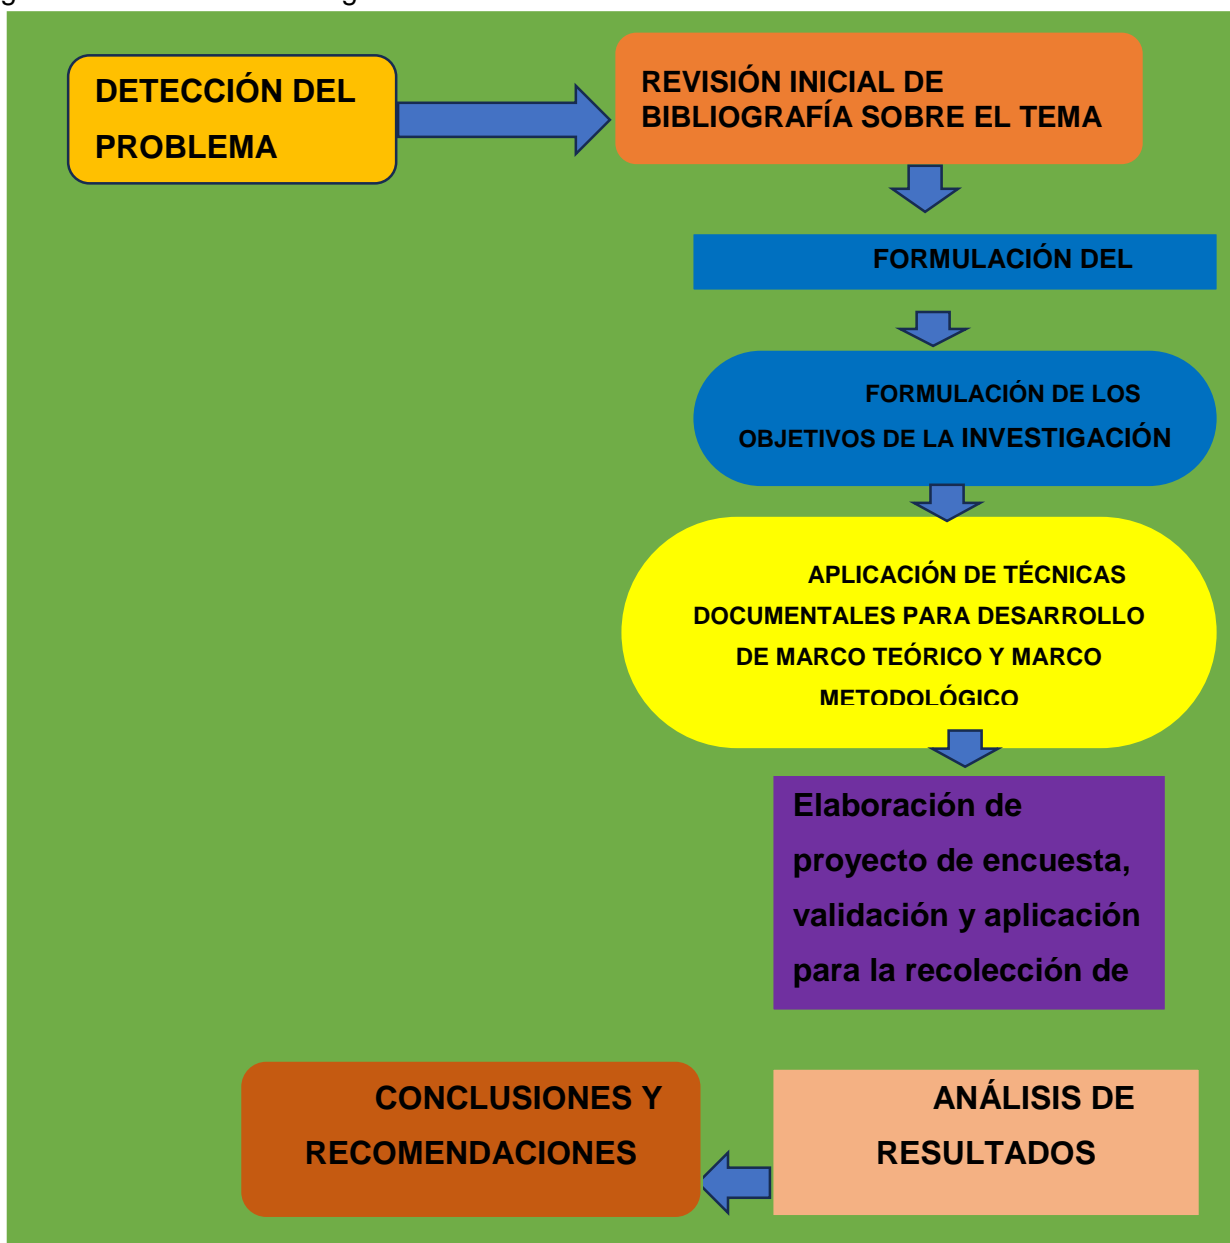 DETECCIÓN DEL
PROBLEMA
REVISIÓN INICIAL DE
BIBLIOGRAFÍA SOBRE EL TEMA
FORMULACIÓN DEL
FORMULACIÓN DE LOS
OBJETIVOS DE LA INVESTIGACIÓN
APLICACIÓN DE TÉCNICAS
DOCUMENTALES PARA DESARROLLO
DE MARCO TEÓRICO Y MARCO
METODOLÓGICO
Elaboración de
proyecto de encuesta,
validación y aplicación
para la recolección de
ANÁLISIS DE
RESULTADOS
CONCLUSIONES Y
RECOMENDACIONES